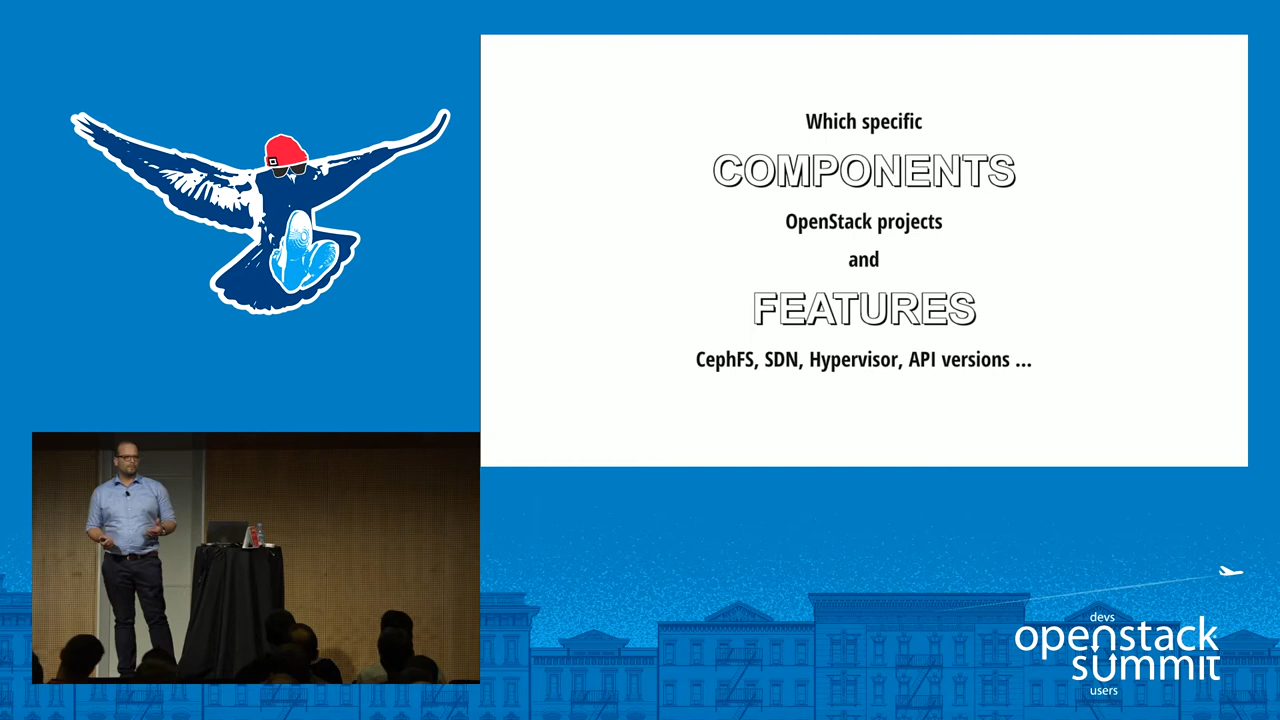 Which specific
COMPONENTS
OpenStack projects
and
FEATURES
CephFS, SDN, Hypervisor, API versions ...
devs
openstack
summit
users